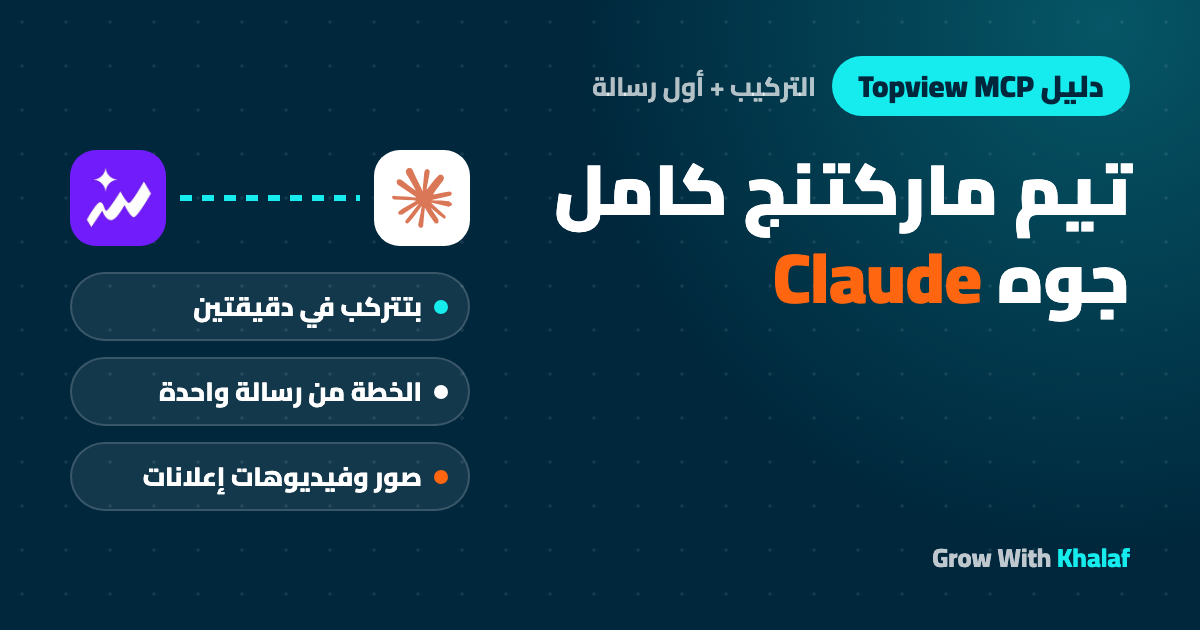 دليل Topview MCP
التركيب + أول رسالة
تيم ماركتنج كامل
جوه Claude
بتتركب في دقيقتين
الخطة من رسالة واحدة
صور وفيديوهات إعلانات
Grow With Khalaf